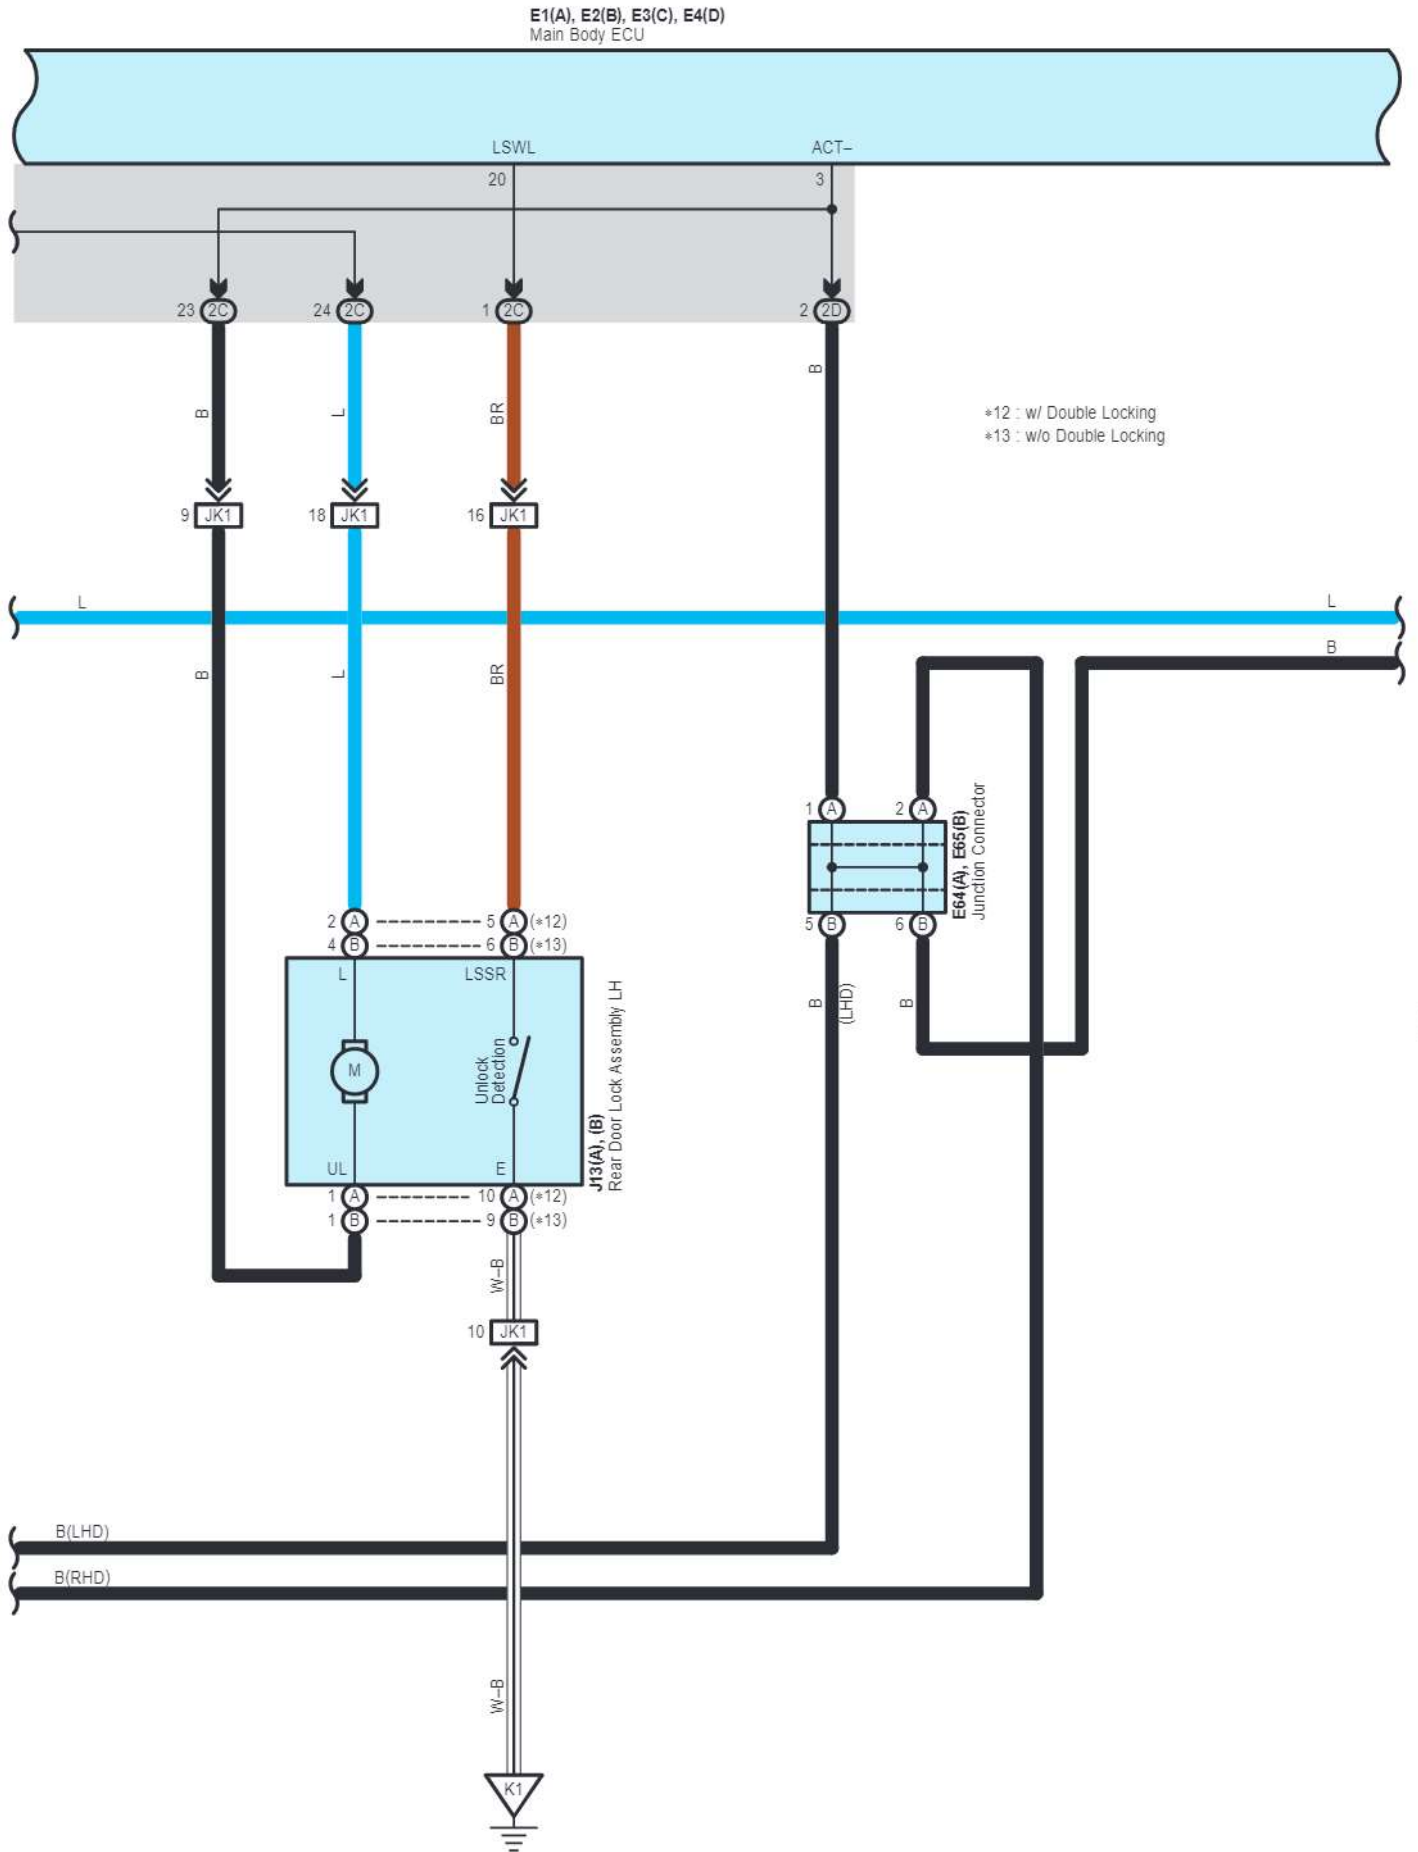 E1(A), E2(B), E3(C), E4(D)
Main Body ECU
LSWL
ACT–
20
3
23 2C
24 2C
1 2C
2 2D
B
L
BR
B
∗12 : w/ Double Locking
∗13 : w/o Double Locking
9 JK1
18 JK1
16 JK1
L
L
B
B
L
BR
1 A
2 A
E64(A), E65(B)
Junction Connector
2 A
5 A (∗12)
4 B
6 B (∗13)
5 B
6 B
L
LSSR
B
(LHD)
B
M
Unlock
Detection
J13(A), (B)
Rear Door Lock Assembly LH
UL
E
1 A
10 A (∗12)
1 B
9 B (∗13)
W–B
10 JK1
B(LHD)
B(RHD)
W–B
K1